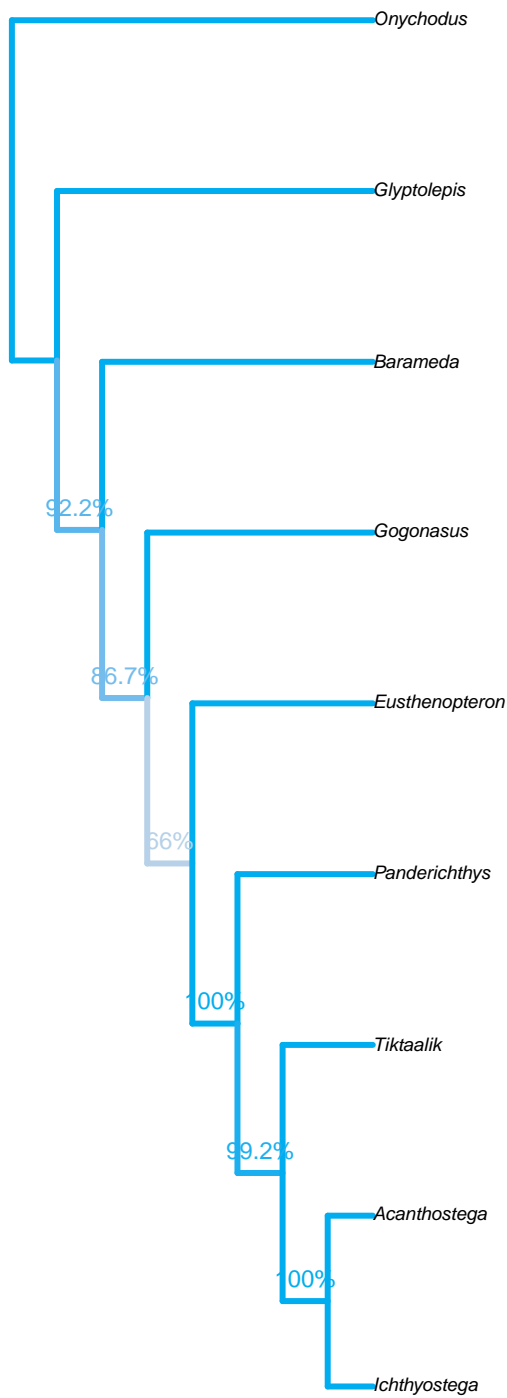 Onychodus
Glyptolepis
Barameda
92.2%
Gogonasus
86.7%
Eusthenopteron
66%
Panderichthys
100%
Tiktaalik
99.2%
Acanthostega
100%
Ichthyostega